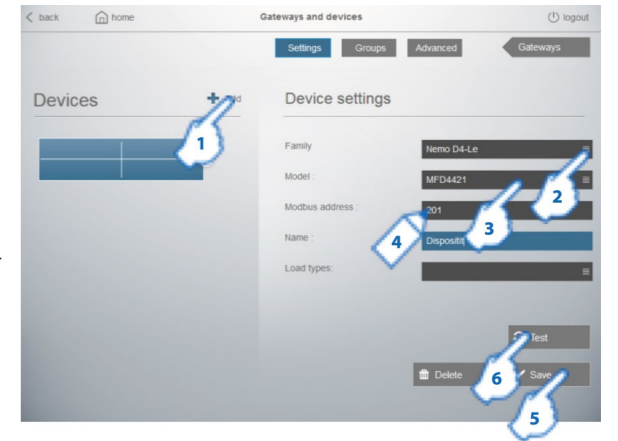 back home Gateways and devices logout
Settings Groups Advanced Gateways
Devices Device settings
1
Family Nemo D4-Le
Model : MFD4421
2
Modbus address : 201
3
4
Name : Dispositi
Load types:
Test
Delete Save
6
5